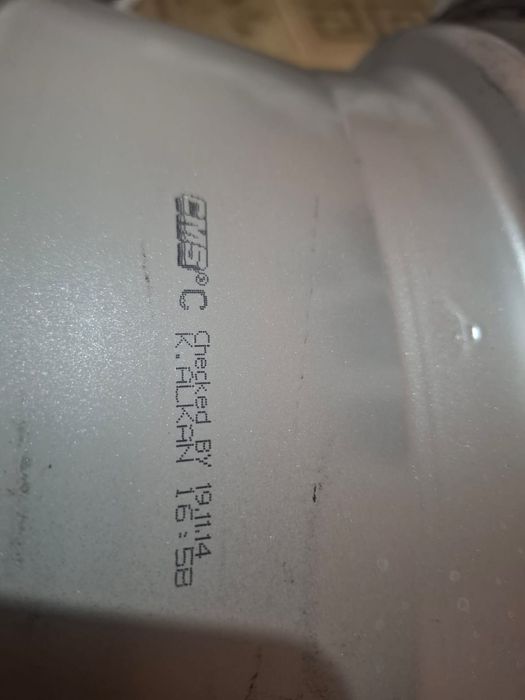 CMS® C Checked BY 19.11.14
K.ALKAN 16:58